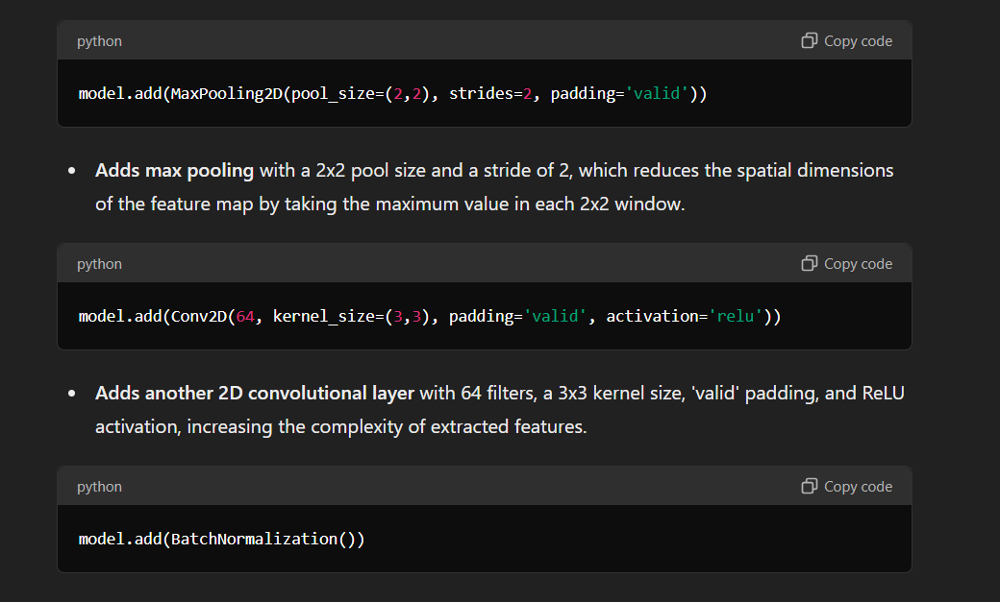 python
Copy code
model.add(MaxPooling2D(pool_size=(2,2), strides=2, padding='valid'))
Adds max pooling with a 2x2 pool size and a stride of 2, which reduces the spatial dimensions
of the feature map by taking the maximum value in each 2x2 window.
python
Copy code
model.add(Conv2D(64, kernel_size=(3,3), padding='valid', activation='relu'))
Adds another 2D convolutional layer with 64 filters, a 3x3 kernel size, 'valid' padding, and ReLU
activation, increasing the complexity of extracted features.
python
Copy code
model.add(BatchNormalization())